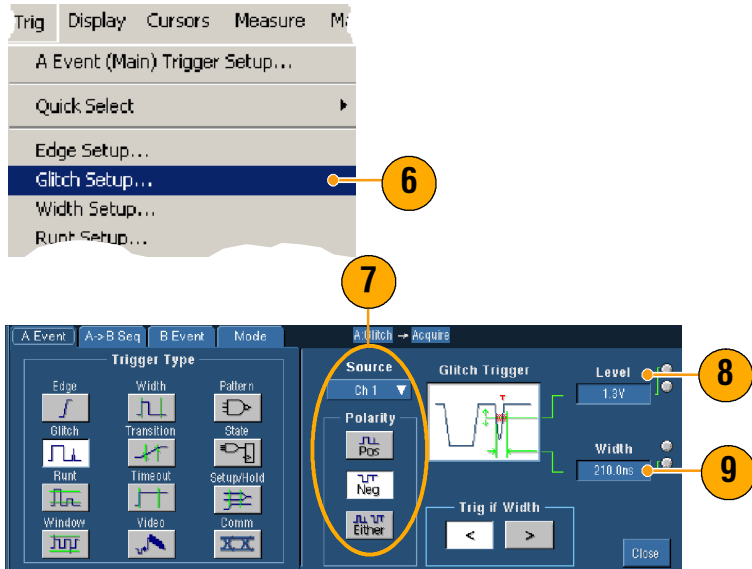 Trig Display Cursors Measure
A Event (Main) Trigger Setup...
Quick Select
Edge Setup...
Glitch Setup...
6
Width Setup...
Runt Setup...
7
A Event A->B Seq B Event Mode
A:Glitch → Acquire
Trigger Type
Edge Width Pattern
Glitch Transition State
Runt Timeout Setup/Hold
Window Video Comm
Source
Ch 1
Polarity
Pos
Neg
Either
Glitch Trigger
T
Trig if Width
< >
Level
1.3V
8
Width
210.0ns
9
Close